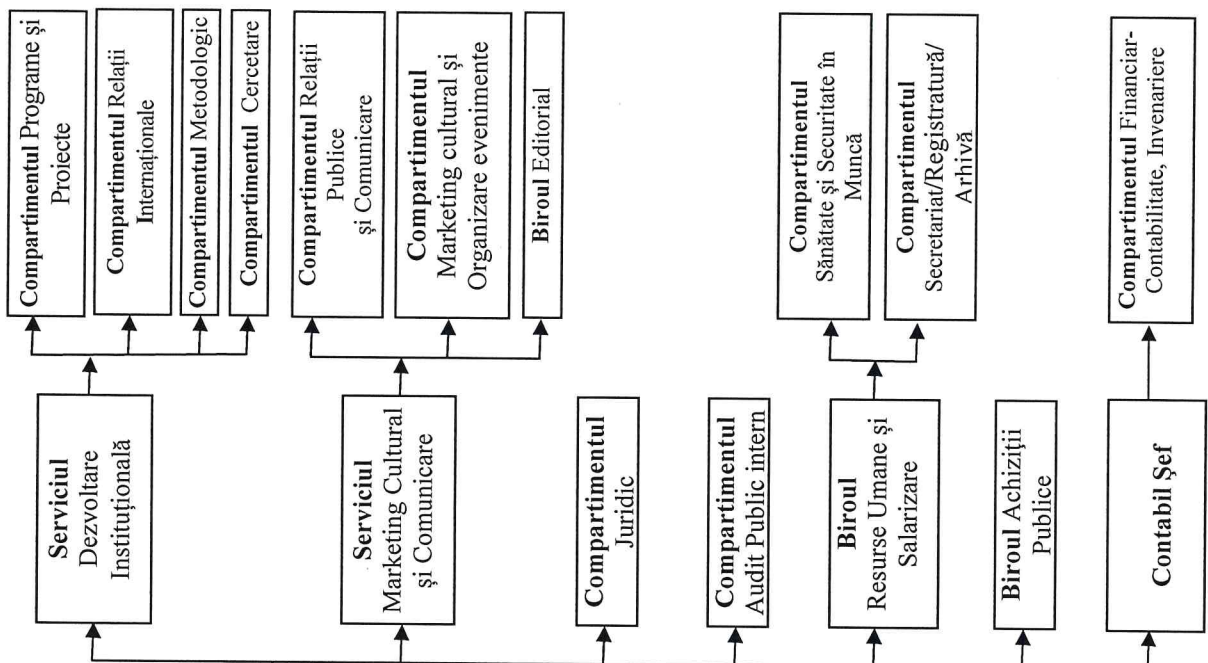 Serviciul
Dezvoltare
Instituțională
Compartimentul Programe și
Proiecte
Compartimentul Relații
Internaționale
Compartimentul Metodologic
Compartimentul Cercetare
Serviciul
Marketing Cultural
și Comunicare
Compartimentul Relații
Publice
și Comunicare
Compartimentul
Marketing cultural și
Organizare evenimente
Biroul Editorial
Compartimentul
Juridic
Compartimentul
Audit Public intern
Biroul
Resurse Umane și
Salarizare
Compartimentul
Sănătate și Securitate în
Muncă
Compartimentul
Secretariat/Registratură/
Arhivă
Biroul Achiziții
Publice
Contabil Șef
Compartimentul Financiar-
Contabilitate, Invenariere